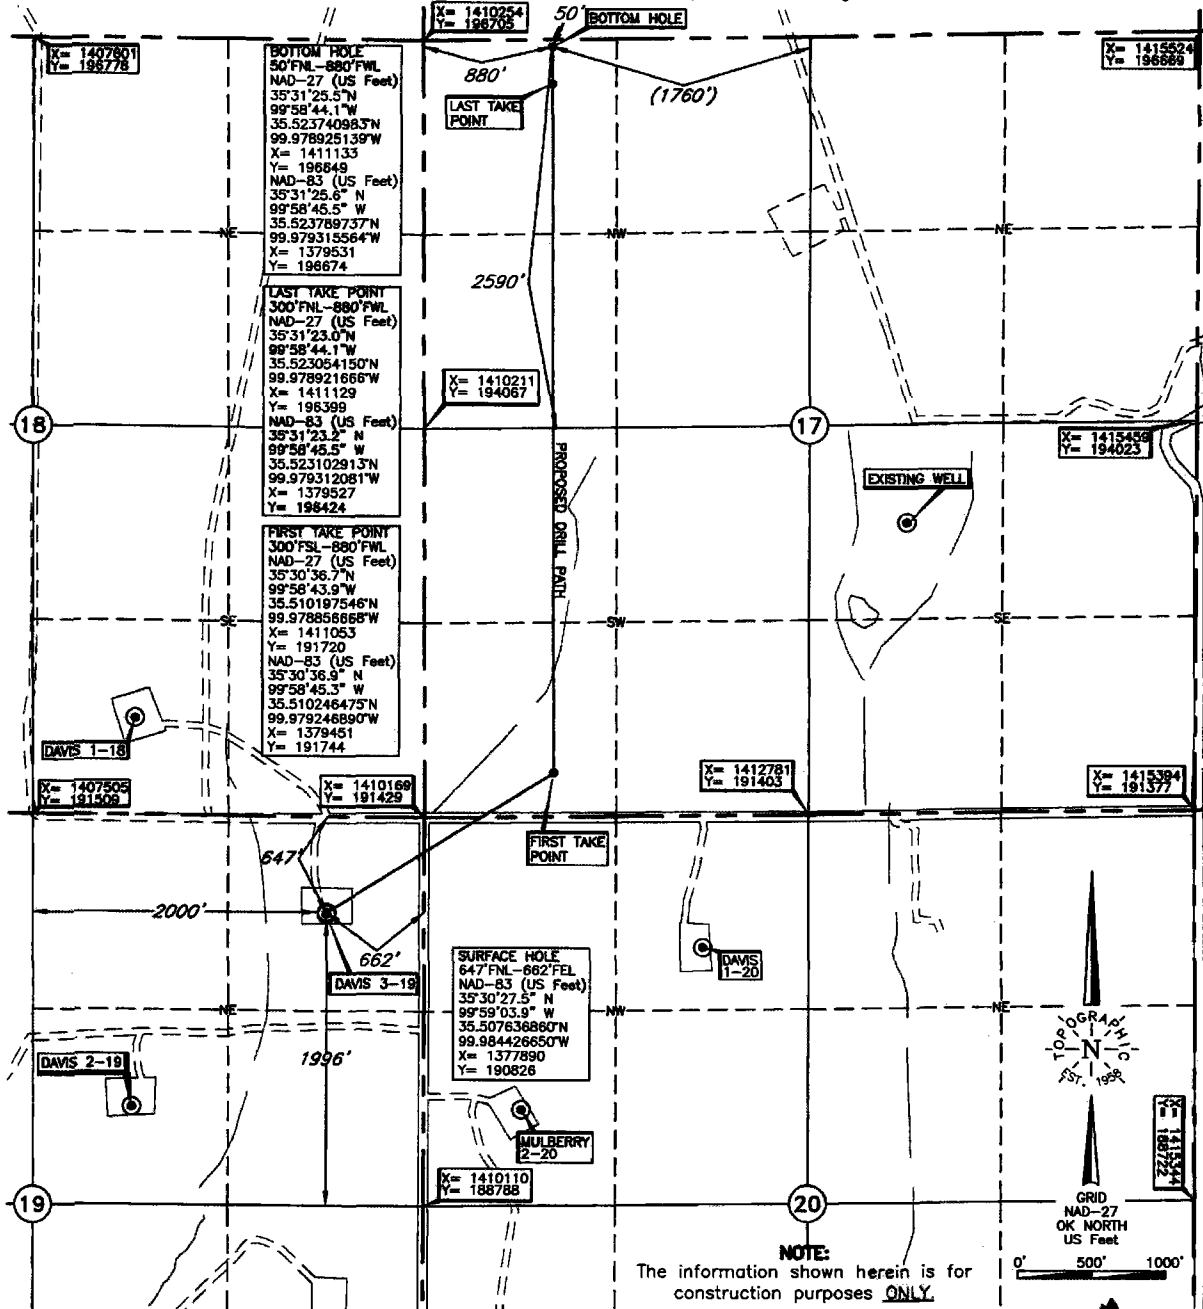 X= 1410254
Y= 196705
50'
BOTTOM HOLE
X= 1407601
Y= 196778
X= 1415524
Y= 196669
880'
(1760')
LAST TAKE
POINT
BOTTOM HOLE
50'FNL-880'FWL
NAD-27 (US Feet)
35°31'25.5"N
99°58'44.1"W
35.523740983°N
99.978925139°W
X= 1411133
Y= 196649
NAD-83 (US Feet)
35°31'25.6" N
99°58'45.5" W
35.523789737°N
99.979315564°W
X= 1379531
Y= 196674
NE
NW
NE
2590'
LAST TAKE POINT
300'FNL-880'FWL
NAD-27 (US Feet)
35°31'23.0"N
99°58'44.1"W
35.523054150°N
99.978921666°W
X= 1411129
Y= 196399
NAD-83 (US Feet)
35°31'23.2" N
99°58'45.5" W
35.523102913°N
99.979312081°W
X= 1379527
Y= 196424
X= 1410211
Y= 194067
18
17
X= 1415459
Y= 194023
PROPOSED DRILL PATH
EXISTING WELL
FIRST TAKE POINT
300'FSL-880'FWL
NAD-27 (US Feet)
35°30'36.7"N
99°58'43.9"W
35.510197546°N
99.978856668°W
X= 1411053
Y= 191720
NAD-83 (US Feet)
35°30'36.9" N
99°58'45.3" W
35.510246475°N
99.979246890°W
X= 1379451
Y= 191744
SE
SW
SE
DAVIS 1-18
X= 1407505
Y= 191509
X= 1410169
Y= 191429
X= 1412781
Y= 191403
X= 1415394
Y= 191377
FIRST TAKE
POINT
647'
2000'
662'
DAVIS 3-19
DAVIS
1-20
SURFACE HOLE
647'FNL-662'FEL
NAD-83 (US Feet)
35°30'27.5" N
99°59'03.9" W
35.507636860°N
99.984426650°W
X= 1377890
Y= 190826
NE
NW
NE
1996'
DAVIS 2-19
TOPOGRAPHIC
N
EST. 1958
MULBERRY
2-20
X= 1415344
Y= 188722
X= 1410110
Y= 188788
19
20
GRID
NAD-27
OK NORTH
US Feet
0' 500' 1000'
NOTE:
The information shown herein is for
construction purposes ONLY.